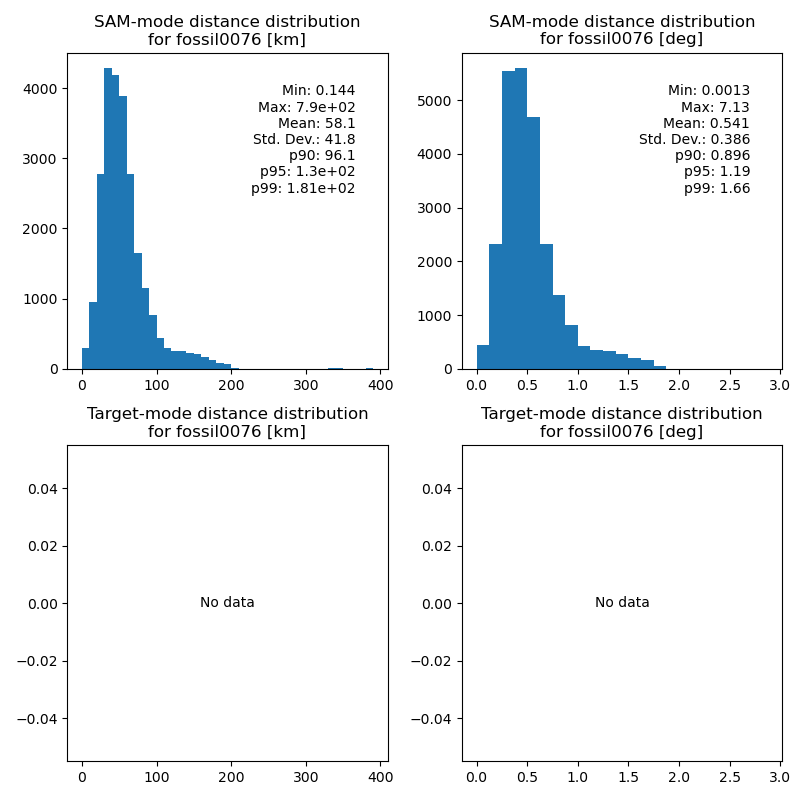 SAM-mode distance distribution
for fossil0076 [km]
4000
3000
2000
1000
0
0 100 200 300 400
Min: 0.144
Max: 7.9e+02
Mean: 58.1
Std. Dev.: 41.8
p90: 96.1
p95: 1.3e+02
p99: 1.81e+02
SAM-mode distance distribution
for fossil0076 [deg]
5000
4000
3000
2000
1000
0
0.0 0.5 1.0 1.5 2.0 2.5 3.0
Min: 0.0013
Max: 7.13
Mean: 0.541
Std. Dev.: 0.386
p90: 0.896
p95: 1.19
p99: 1.66
Target-mode distance distribution
for fossil0076 [km]
0.04
0.02
0.00
−0.02
−0.04
No data
0 100 200 300 400
Target-mode distance distribution
for fossil0076 [deg]
0.04
0.02
0.00
−0.02
−0.04
No data
0.0 0.5 1.0 1.5 2.0 2.5 3.0